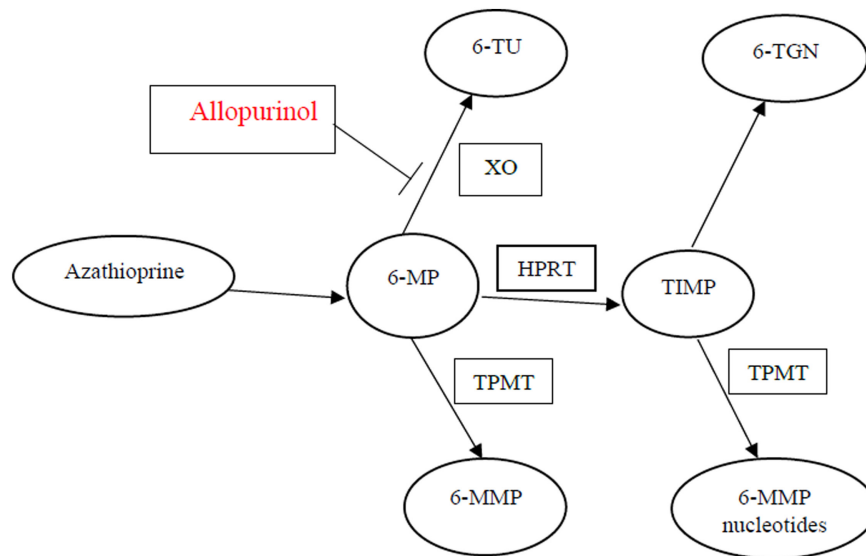 6-TU
6-TGN
Allopurinol
XO
Azathioprine
6-MP
HPRT
TIMP
TPMT
TPMT
6-MMP
6-MMP
nucleotides